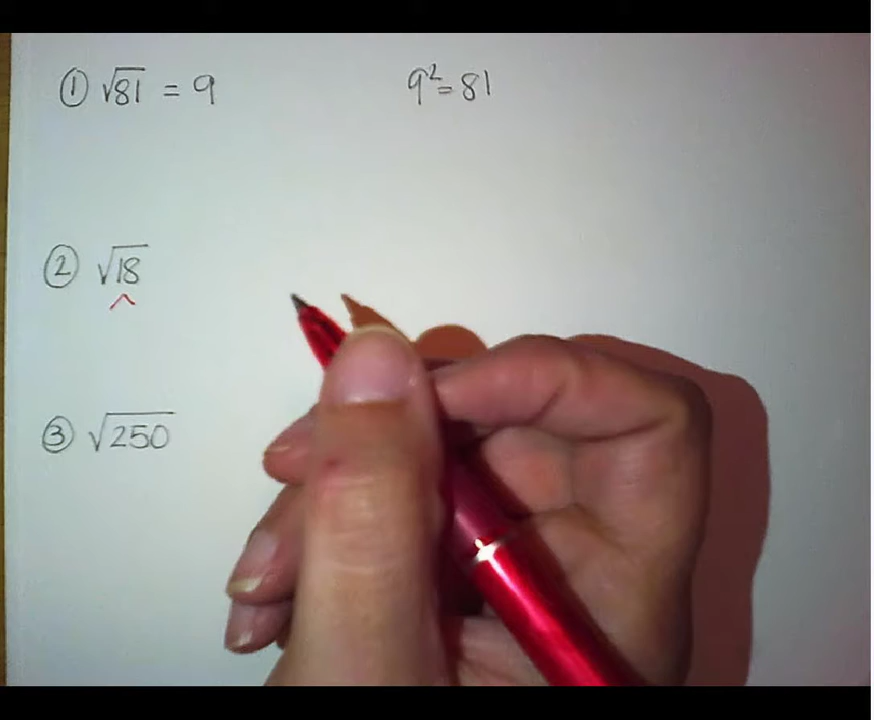 ① √81 = 9 9² = 81
② √18
③ √250